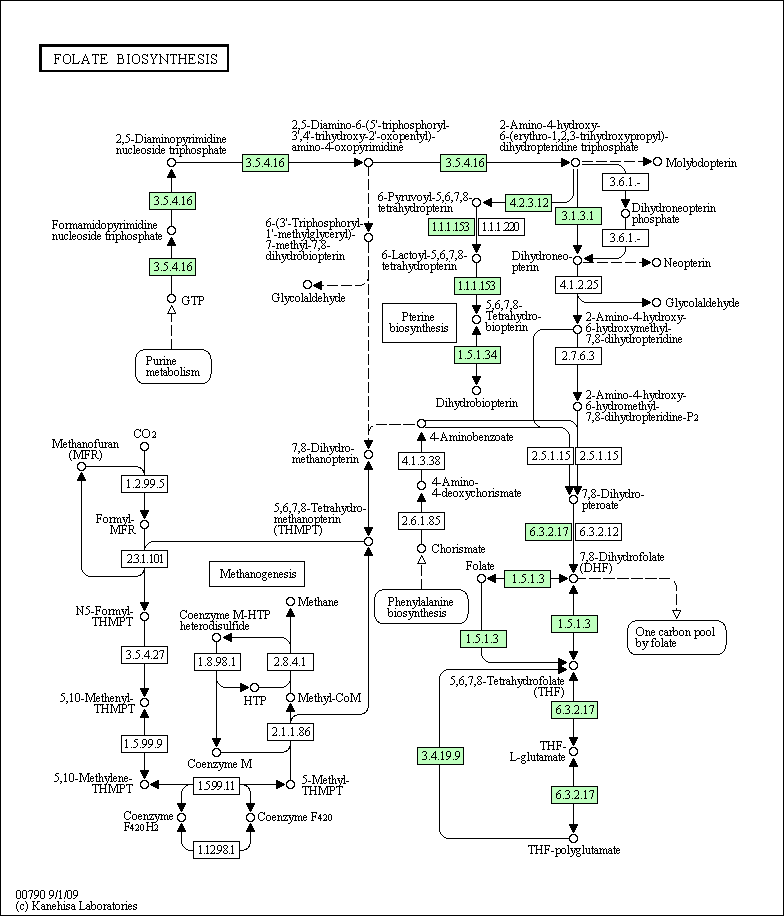 FOLATE BIOSYNTHESIS
2,5-Diaminopyrimidine
nucleoside triphosphate
2,5-Diamino-6-(5'-triphosphoryl-
3',4'-trihydroxy-2'-oxopentyl)-
amino-4-oxopyrimidine
2-Amino-4-hydroxy-
6-(erythro-1,2,3-trihydroxypropyl)-
dihydropteridine triphosphate
3.5.4.16
3.5.4.16
Molybdopterin
3.6.1.-
3.5.4.16
6-Pyruvoyl-5,6,7,8-
tetrahydropterin
4.2.3.12
3.1.3.1
Dihydroneopterin
phosphate
Formamidopyrimidine
nucleoside triphosphate
6-(3'-Triphosphoryl-
1'-methylglyceryl)-
7-methyl-7,8-
dihydrobiopterin
1.1.1.153
1.1.1.220
3.6.1.-
3.5.4.16
6-Lactoyl-5,6,7,8-
tetrahydropterin
Dihydroneo-
pterin
Neopterin
GTP
Glycolaldehyde
1.1.1.153
4.1.2.25
Glycolaldehyde
Pterine
biosynthesis
5,6,7,8-
Tetrahydro-
biopterin
2-Amino-4-hydroxy-
6-hydroxymethyl-
7,8-dihydropteridine
Purine
metabolism
1.5.1.34
2.7.6.3
Dihydrobiopterin
2-Amino-4-hydroxy-
6-hydromethyl-
7,8-dihydropteridine-P2
CO2
Methanofuran
(MFR)
7,8-Dihydro-
methanopterin
4-Aminobenzoate
4.1.3.38
2.5.1.15
2.5.1.15
1.2.99.5
4-Amino-
4-deoxychorismate
7,8-Dihydro-
pteroate
Formyl-
MFR
5,6,7,8-Tetrahydro-
methanopterin
(THMPT)
2.6.1.85
6.3.2.17
6.3.2.12
2.3.1.101
Chorismate
7,8-Dihydrofolate
(DHF)
Methanogenesis
Folate
1.5.1.3
N5-Formyl-
THMPT
Methane
Phenylalanine
biosynthesis
Coenzyme M-HTP
heterodisulfide
1.5.1.3
1.5.1.3
One carbon pool
by folate
3.5.4.27
1.8.98.1
2.8.4.1
5,10-Methenyl-
THMPT
HTP
Methyl-CoM
5,6,7,8-Tetrahydrofolate
(THF)
6.3.2.17
1.5.99.9
2.1.1.86
Coenzyme M
3.4.19.9
THF-
L-glutamate
5,10-Methylene-
THMPT
1.5.99.11
5-Methyl-
THMPT
6.3.2.17
Coenzyme
F420H2
Coenzyme F420
1.12.98.1
THF-polyglutamate
00790 9/1/09
(c) Kanehisa Laboratories